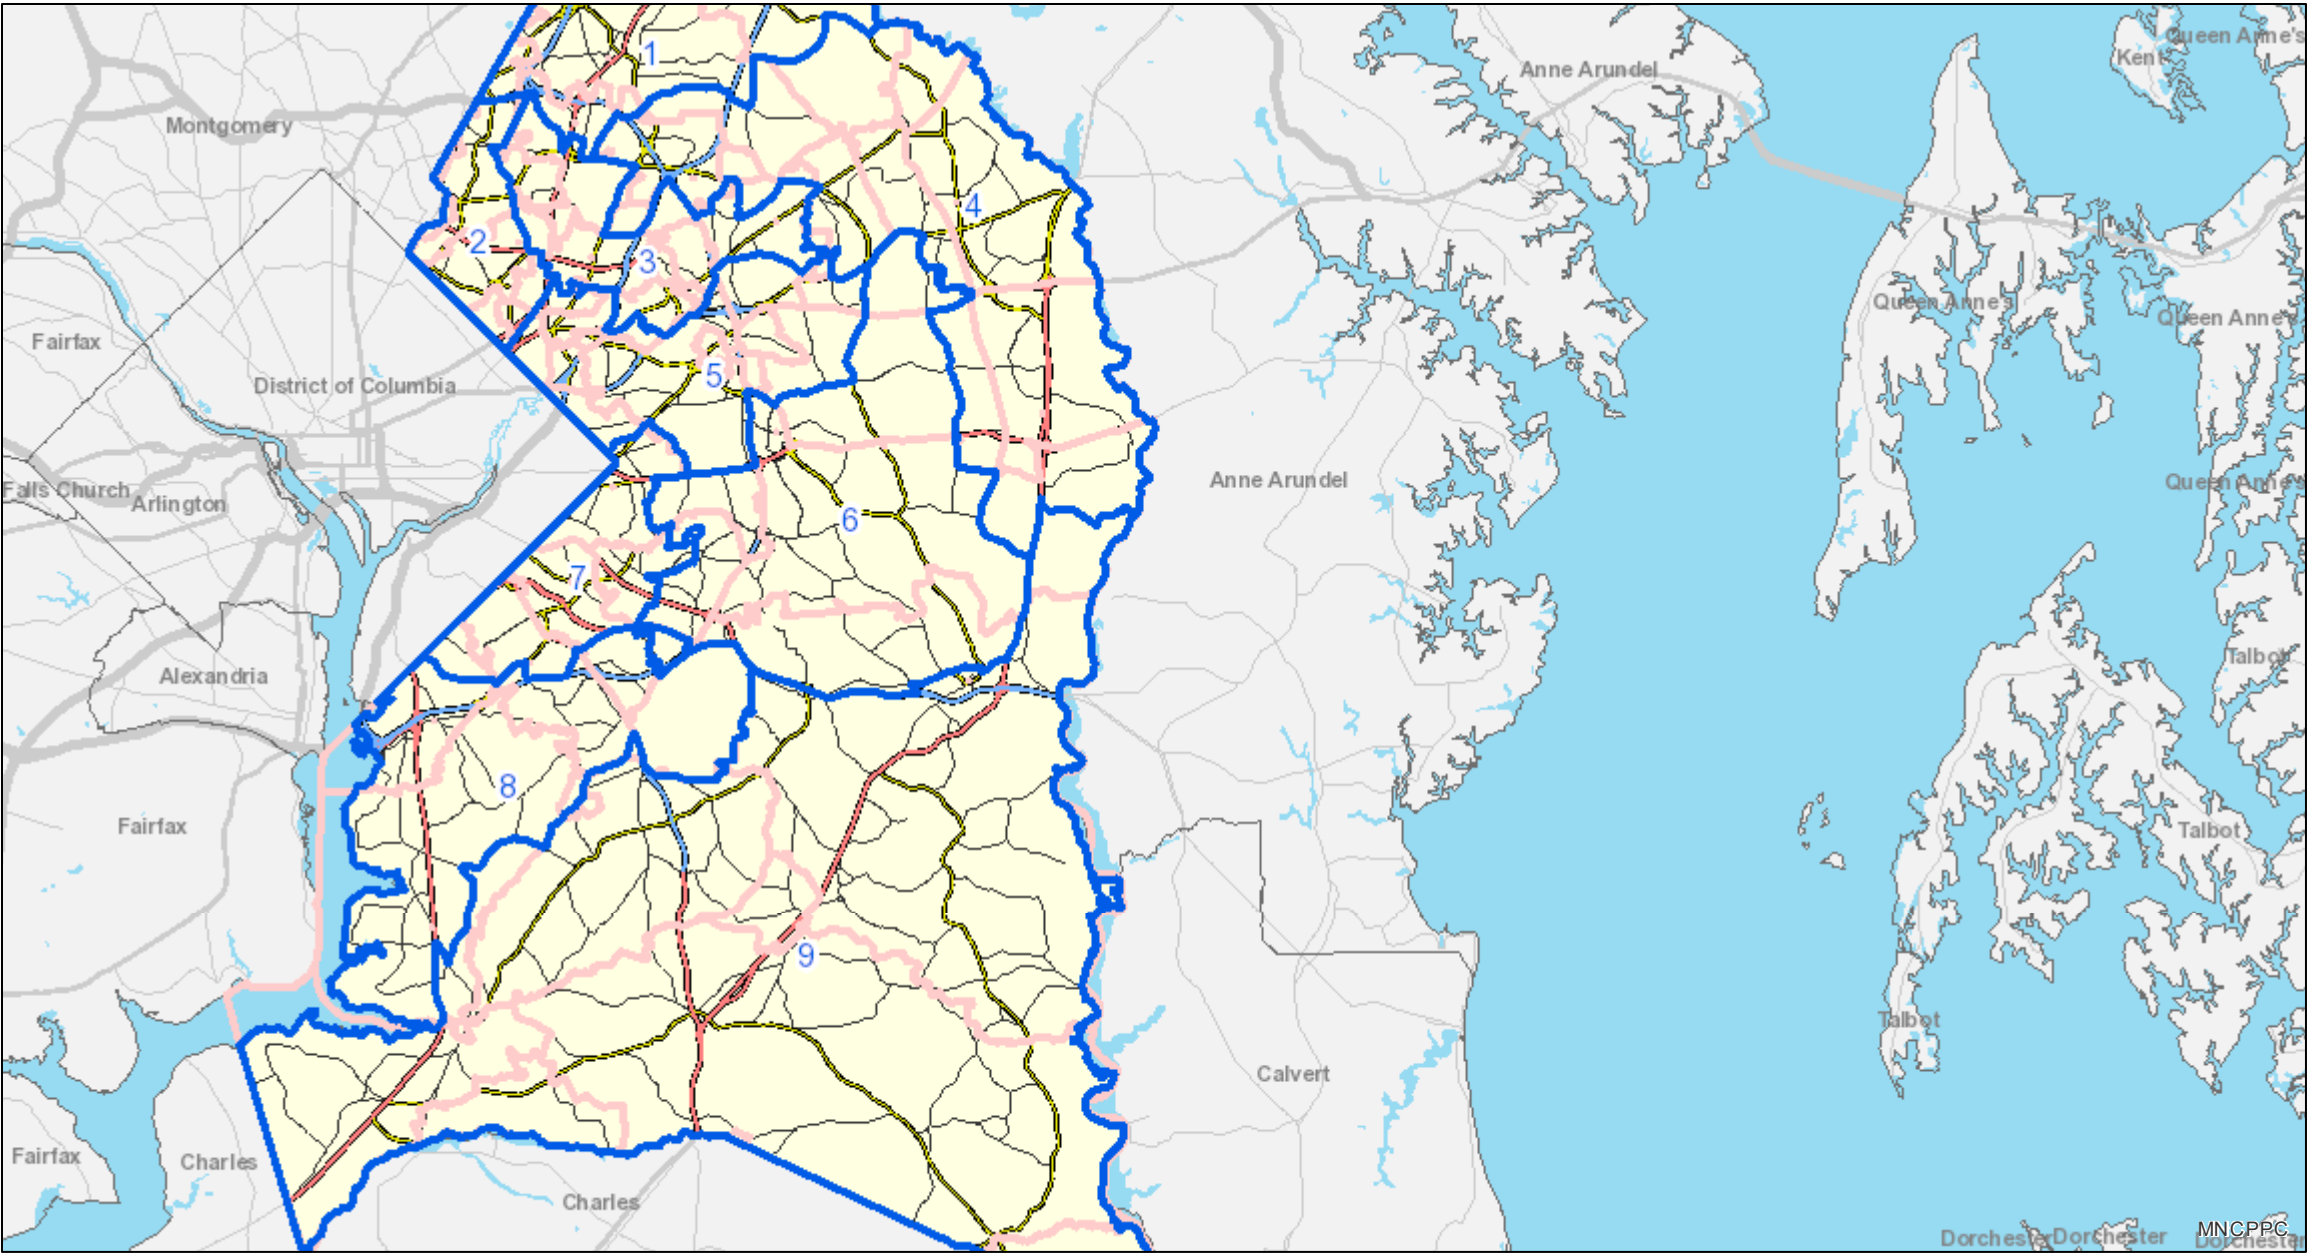 Queen Anne's
1
Kent
Anne Arundel
Montgomery
4
2
3
Queen Anne's
Queen Anne's
Fairfax
5
District of Columbia
Anne Arundel
Queen Anne's
Falls Church
Arlington
6
7
Talbot
Alexandria
8
Fairfax
Talbot
9
Talbot
Calvert
Fairfax
Charles
Charles
MNCPPC
Dorchester
Dorchester
Dorchester